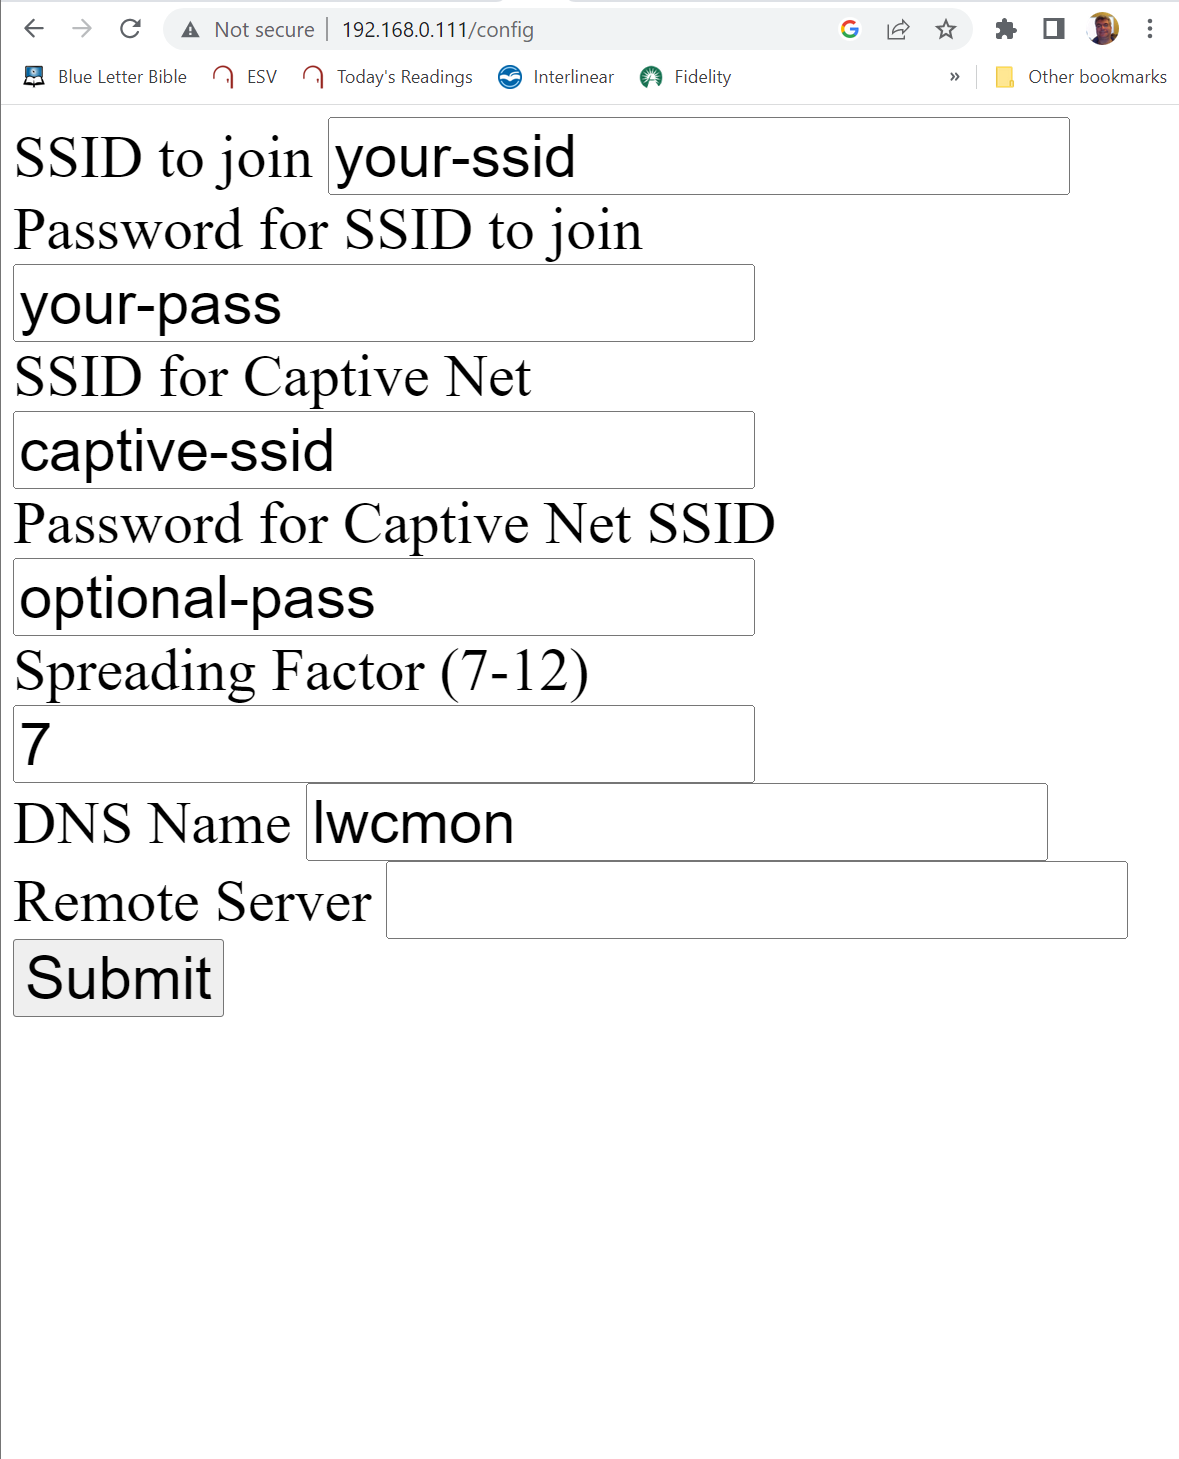 Not secure | 192.168.0.111/config
Blue Letter Bible ESV Today's Readings Interlinear Fidelity » Other bookmarks
SSID to join your-ssid
Password for SSID to join
your-pass
SSID for Captive Net
captive-ssid
Password for Captive Net SSID
optional-pass
Spreading Factor (7-12)
7
DNS Name lwcmon
Remote Server
Submit